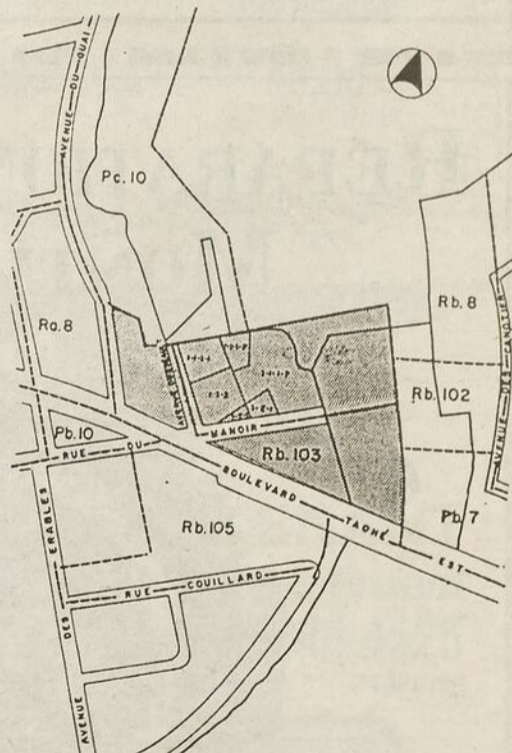 AVENUE DU QUAI
Pc. 10
Ra. 8
Rb. 8
AVENUE DES CANOTIER
Rb. 102
Pb. 10
RUE DU MANOIR
Rb. 103
BOULEVARD TACHÉ EST
Pb. 7
Rb. 105
RUE COUILLARD
AVENUE DES ERABLES